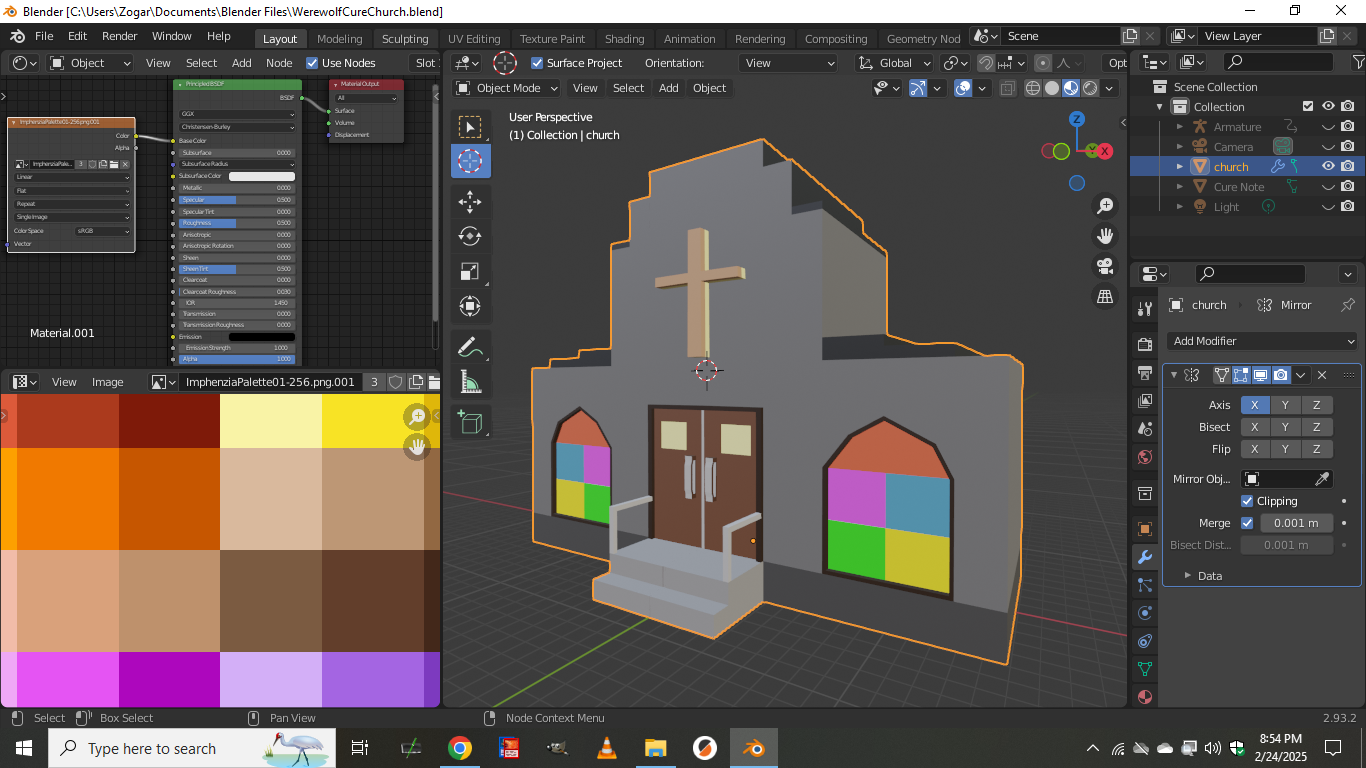 Blender [C:\Users\Zogar\Documents\Blender Files\WerewolfCureChurch.blend]
File Edit Render Window Help
Layout Modeling Sculpting UV Editing Texture Paint Shading Animation Rendering Compositing Geometry Nod
Scene
View Layer
Object View Select Add Node Use Nodes Slot
Surface Project Orientation: View Global Opt
Object Mode View Select Add Object
User Perspective
(1) Collection | church
Z
Y
X
ImphenziaPalette01-256.png.001
Color
Alpha
ImphenziaPale... 3
Linear
Flat
Repeat
Single Image
Color Space sRGB
Vector
Principled BSDF
BSDF
GGX
Christensen-Burley
Base Color
Subsurface 0.000
Subsurface Radius
Subsurface Color
Metallic 0.000
Specular 0.500
Specular Tint 0.000
Roughness 0.500
Anisotropic 0.000
Anisotropic Rotation 0.000
Sheen 0.000
Sheen Tint 0.500
Clearcoat 0.000
Clearcoat Roughness 0.030
IOR 1.450
Transmission 0.000
Transmission Roughness 0.000
Emission
Emission Strength 1.000
Alpha 1.000
Material Output
All
Surface
Volume
Displacement
Material.001
View Image ImphenziaPalette01-256.png.001 3
Scene Collection
Collection
Armature
Camera
church
Cure Note
Light
church Mirror
Add Modifier
Axis X Y Z
Bisect X Y Z
Flip X Y Z
Mirror Obj...
Clipping
Merge 0.001 m
Bisect Dist... 0.001 m
Data
Select Box Select Pan View Node Context Menu 2.93.2
Type here to search
8:54 PM
2/24/2025